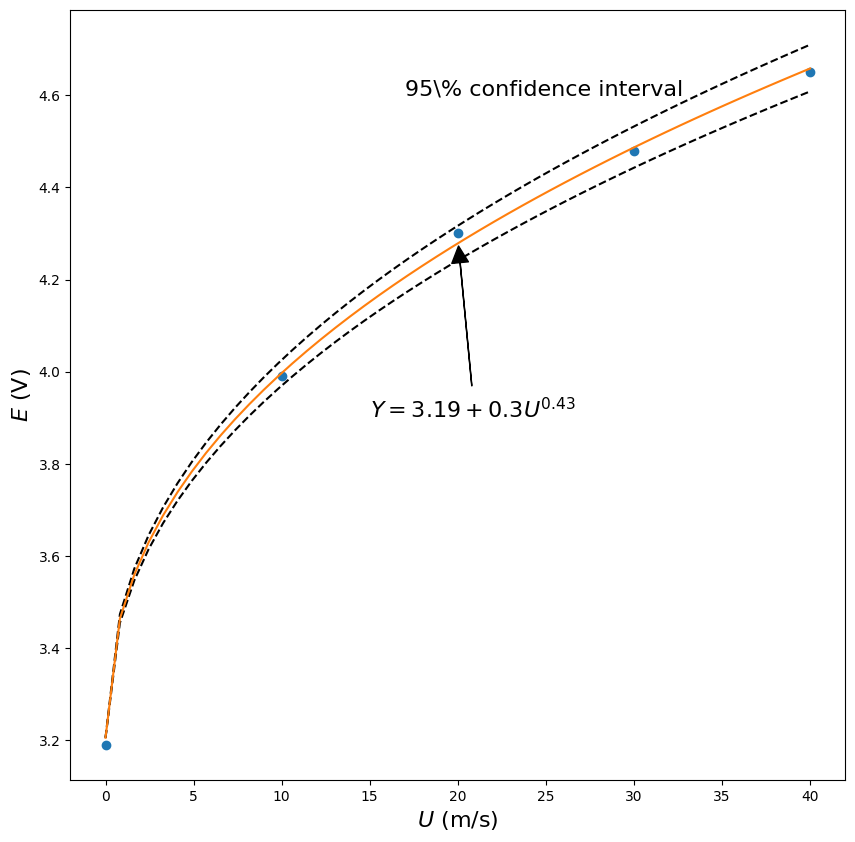 95\% confidence interval
Y = 3.19 + 0.3U^0.43
E (V)
4.6
4.4
4.2
4.0
3.8
3.6
3.4
3.2
0 5 10 15 20 25 30 35 40
U (m/s)